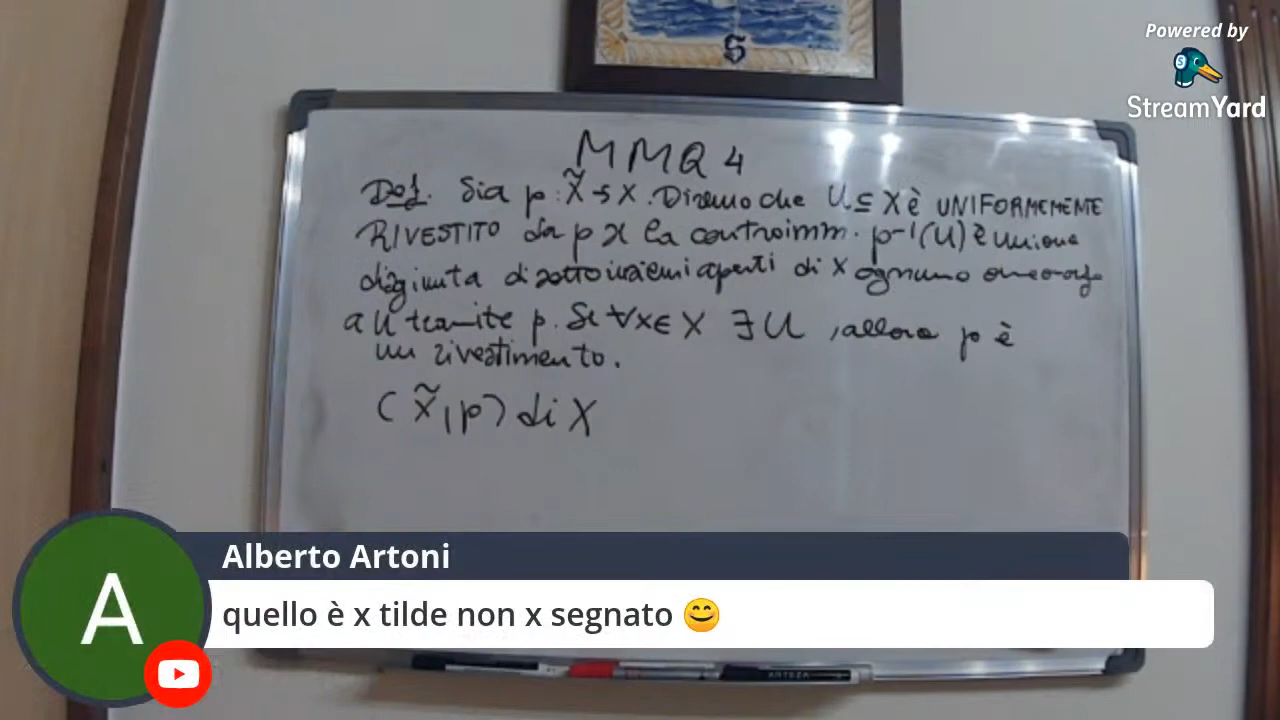 Powered by
StreamYard
S
MMQ 4
Def. Sia p: X̃ → X. Diremo che U ⊆ X è UNIFORMEMENTE
RIVESTITO da p se la controimm. p⁻¹(U) è unione
disgiunta di sottoinsiemi aperti di X ognuno omeomorfo
a U tramite p. Se ∀x∈X ∃U, allora p è
un rivestimento.
(X̃, p) di X
Alberto Artoni
A
quello è x tilde non x segnato 😊
ARTEZA